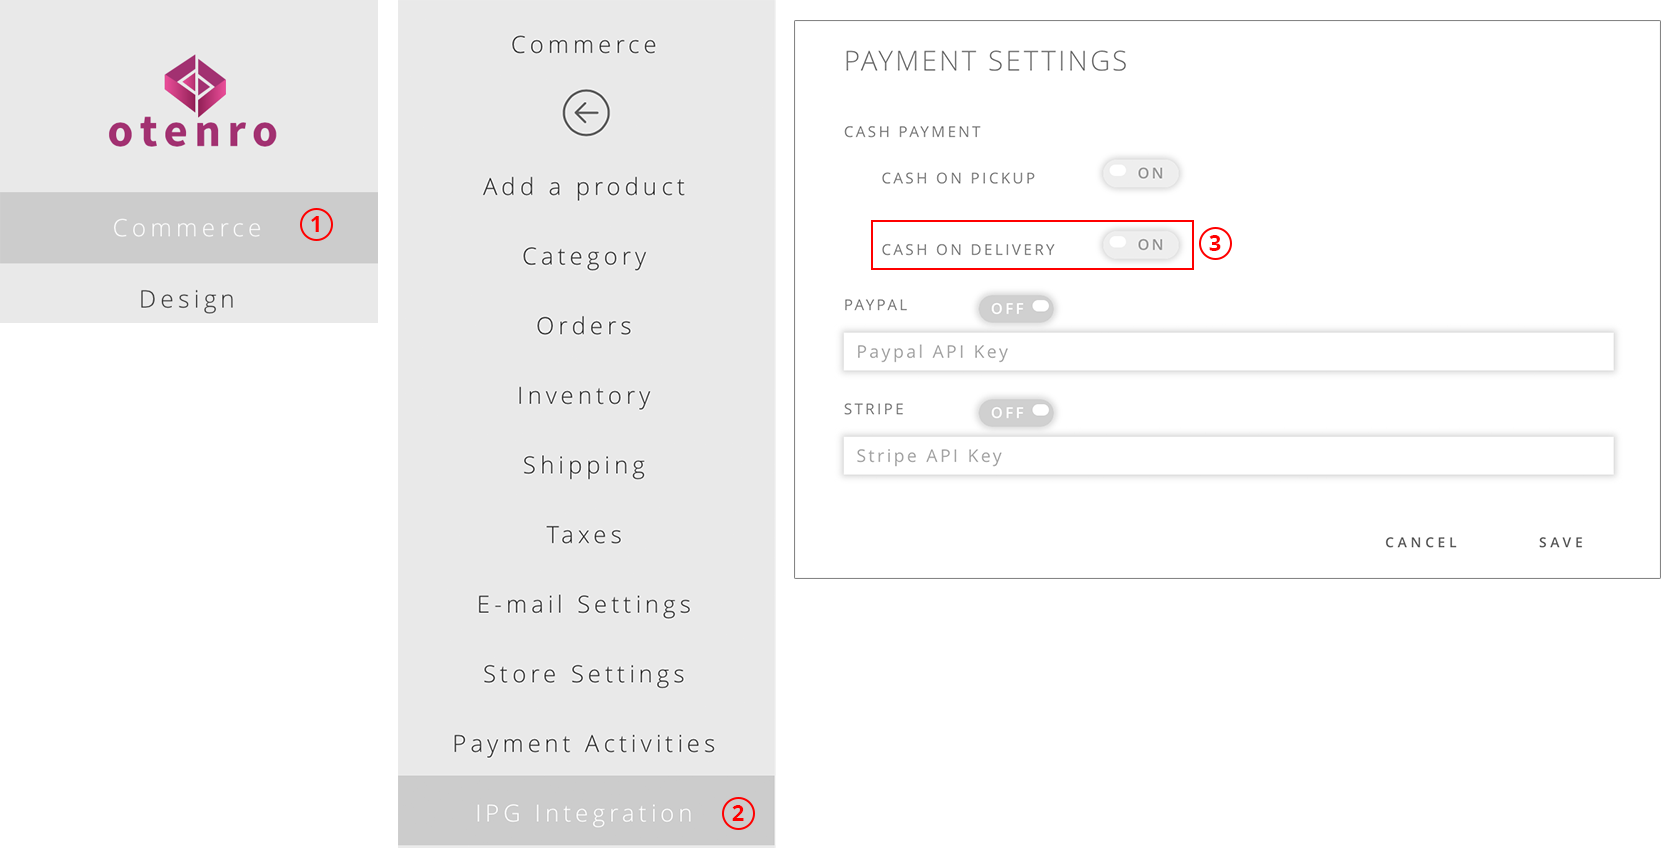 otenro
Commerce 1
Design
Commerce
Add a product
Category
Orders
Inventory
Shipping
Taxes
E-mail Settings
Store Settings
Payment Activities
IPG Integration 2
PAYMENT SETTINGS
CASH PAYMENT
CASH ON PICKUP ON
CASH ON DELIVERY ON 3
PAYPAL OFF
Paypal API Key
STRIPE OFF
Stripe API Key
CANCEL SAVE